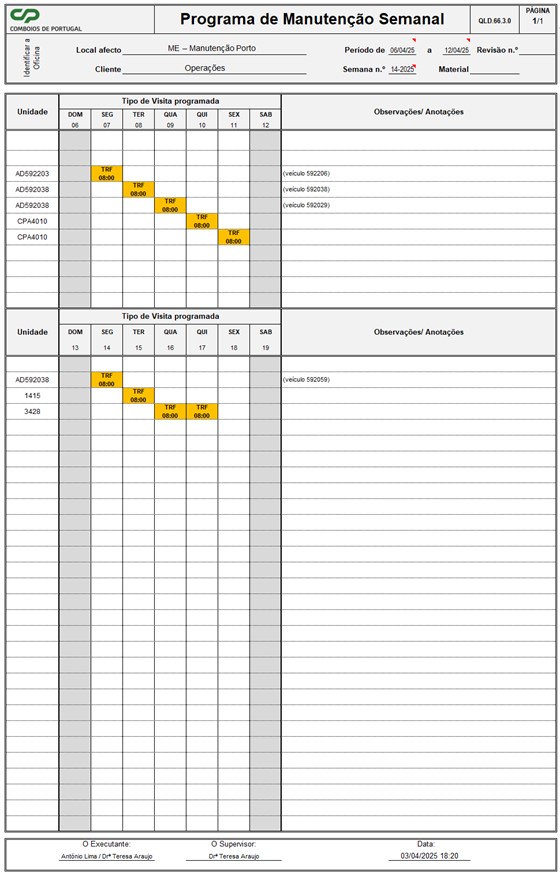 CP
COMBOIOS DE PORTUGAL
Programa de Manutenção Semanal
QLD.66.3.0
PÁGINA
1/1
Identificar a
Oficina
Local afecto ME – Manutenção Porto
Periodo de 06/04/25 a 12/04/25 Revisão n.º
Cliente Operações
Semana n.º 14-2025 Material
Unidade Tipo de Visita programada Observações/ Anotações
DOM SEG TER QUA QUI SEX SAB
06 07 08 09 10 11 12
AD592203 TRF 08:00 (veículo 592206)
AD592038 TRF 08:00 (veículo 592038)
AD592038 TRF 08:00 (veículo 592029)
CPA4010 TRF 08:00
CPA4010 TRF 08:00
Unidade Tipo de Visita programada Observações/ Anotações
DOM SEG TER QUA QUI SEX SAB
13 14 15 16 17 18 19
AD592038 TRF 08:00 (veículo 592059)
1415 TRF 08:00
3428 TRF 08:00 TRF 08:00
O Executante: O Supervisor: Data:
António Lima / Drª Teresa Araujo Drª Teresa Araujo 03/04/2025 18:20